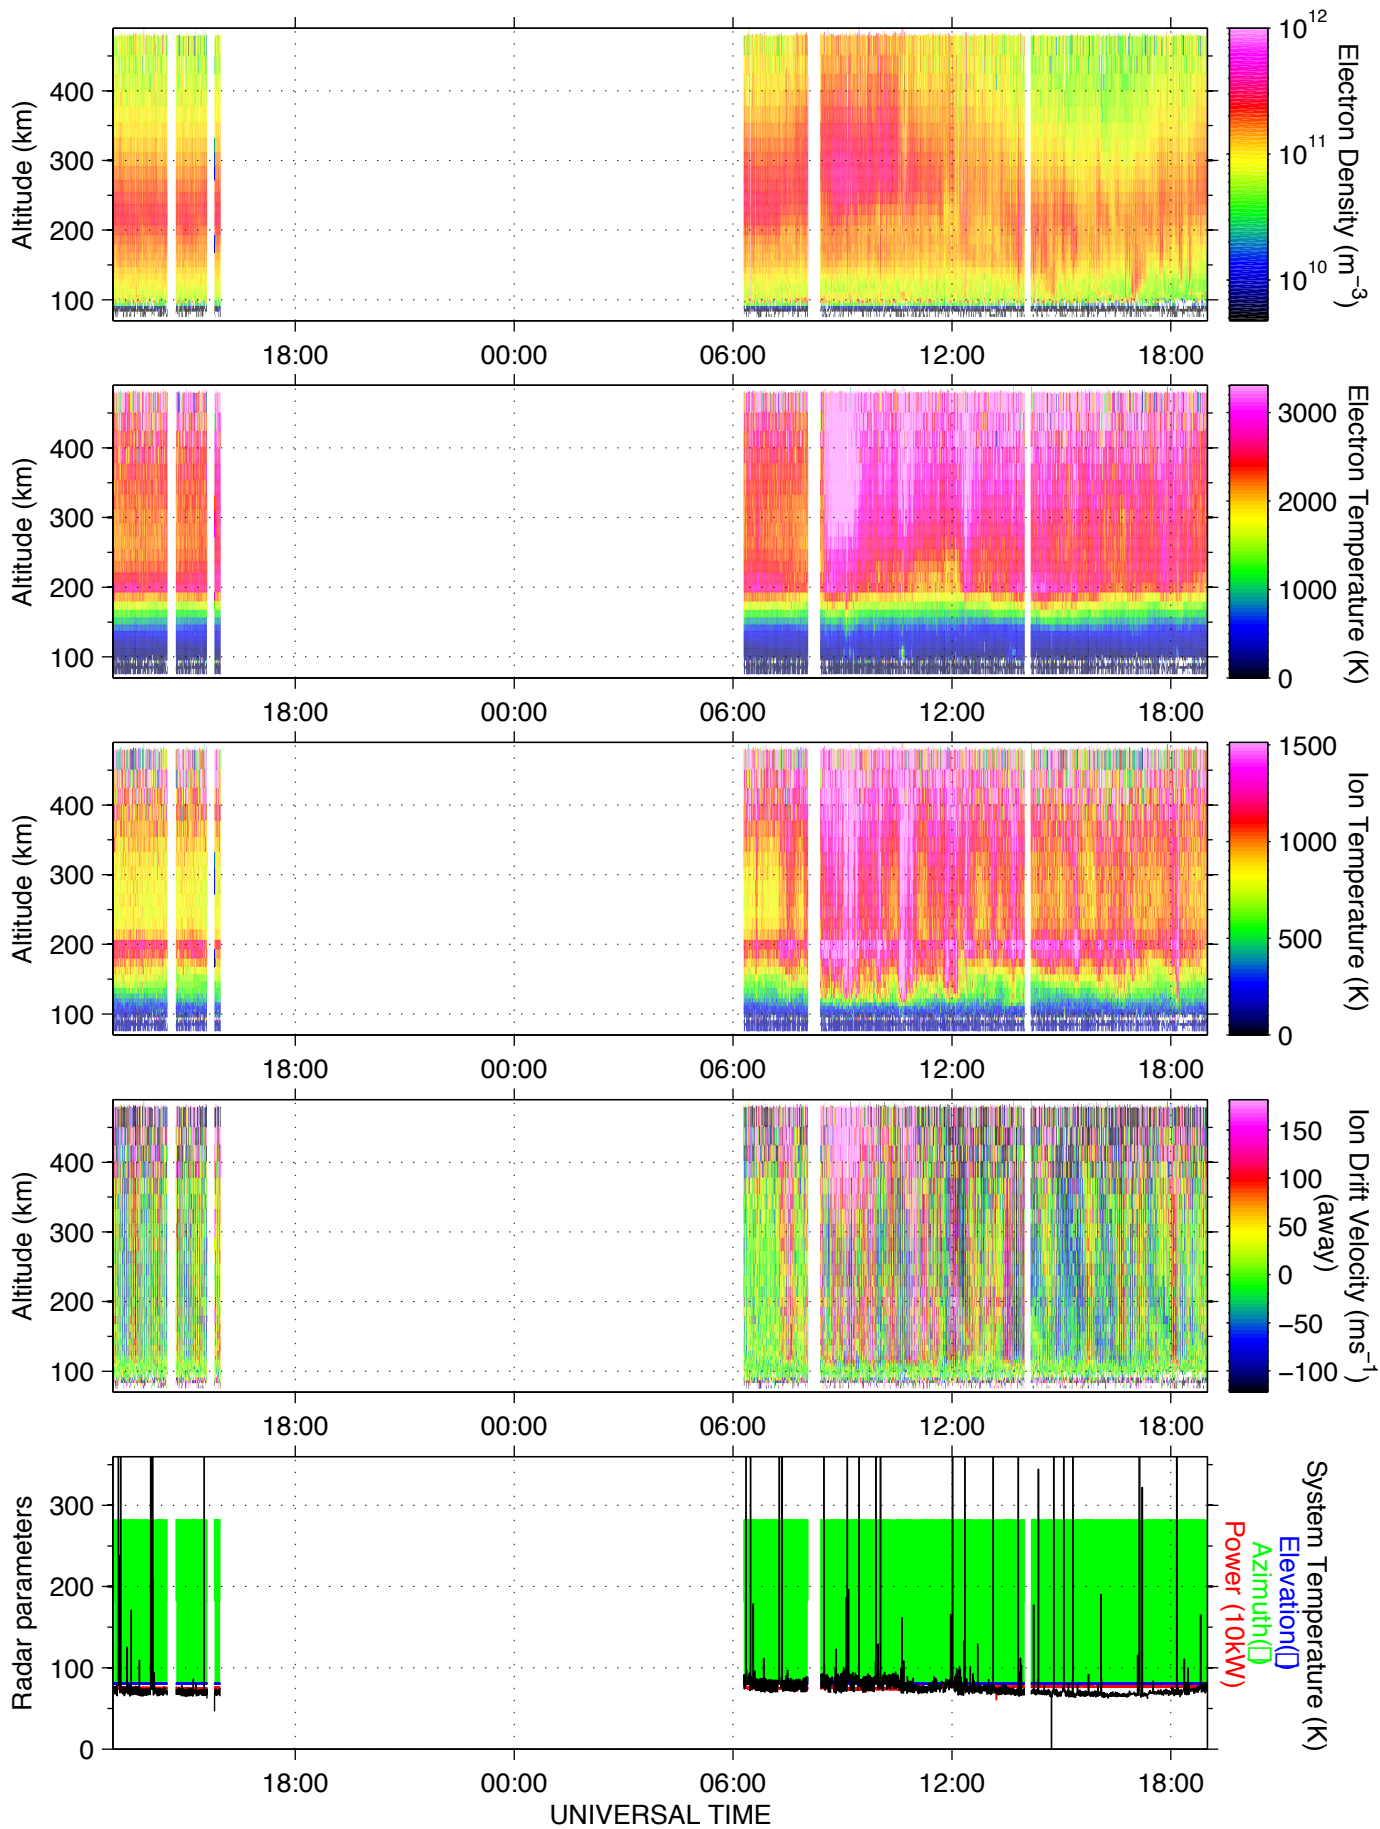 10^12
10^11
10^10
Electron Density (m^−3)
Altitude (km)
400
300
200
100
18:00 00:00 06:00 12:00 18:00
3000
2000
1000
0
Electron Temperature (K)
Altitude (km)
400
300
200
100
18:00 00:00 06:00 12:00 18:00
1500
1000
500
0
Ion Temperature (K)
Altitude (km)
400
300
200
100
18:00 00:00 06:00 12:00 18:00
150
100
50
0
−50
−100
Ion Drift Velocity (ms^−1)
(away)
Altitude (km)
400
300
200
100
18:00 00:00 06:00 12:00 18:00
System Temperature (K)
Elevation(▯)
Azimuth(▯)
Power (10kW)
Radar parameters
300
200
100
0
18:00 00:00 06:00 12:00 18:00
UNIVERSAL TIME